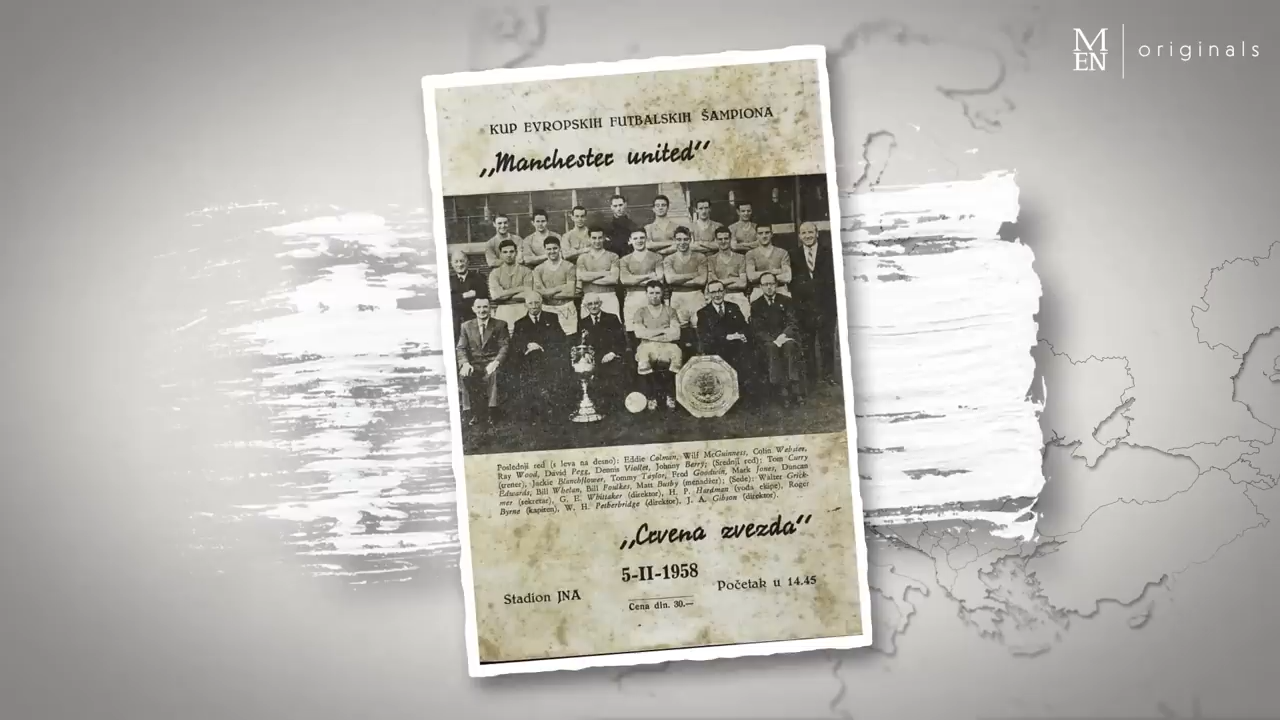 MEN originals
KUP EVROPSKIH FUTBALSKIH ŠAMPIONA
„Manchester united“
Poslednji red (s leva na desno): Eddie Colman, Wilf McGuinness, Colin Webster,
Ray Wood, David Pegg, Dennis Viollet, Johnny Berry; (Srednji red): Tom Curry
(trener), Jackie Blanchflower, Tommy Taylor, Fred Goodwin, Mark Jones, Duncan
Edwards, Bill Whelan, Bill Foulkes, Matt Busby (menadžer); (Sede): Walter Crick-
mer (sekretar), G. E. Whittaker (direktor), H. P. Hardman (vođa ekipe), Roger
Byrne (kapiten), W. H. Petherbridge (direktor), J. A. Gibson (direktor).
„Crvena zvezda“
5-II-1958
Stadion JNA
Početak u 14.45
Cena din. 30.—